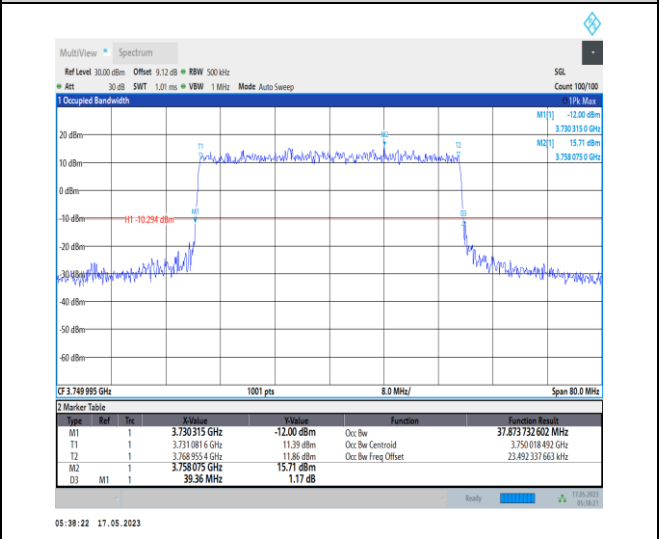 MultiView Spectrum
Ref Level 30.00 dBm Offset 9.12 dB RBW 500 kHz SGL
Att 30 dB SWT 1.01 ms VBW 1 MHz Mode Auto Sweep Count 100/100
1 Occupied Bandwidth 1Pk Max
M1[1] -12.00 dBm
3.730 315 0 GHz
M2[1] 15.71 dBm
3.758 075 0 GHz
20 dBm
M2
T1 T2
10 dBm
0 dBm
M1 D3
-10 dBm H1 -10.294 dBm
-20 dBm
-30 dBm
-40 dBm
-50 dBm
-60 dBm
CF 3.749 995 GHz 1001 pts 8.0 MHz/ Span 80.0 MHz
2 Marker Table
Type Ref Trc X-Value Y-Value Function Function Result
M1 1 3.730 315 GHz -12.00 dBm Occ Bw 37.873 732 602 MHz
T1 1 3.731 081 6 GHz 11.39 dBm Occ Bw Centroid 3.750 018 492 GHz
T2 1 3.768 955 4 GHz 11.86 dBm Occ Bw Freq Offset 23.492 337 663 kHz
M2 1 3.758 075 GHz 15.71 dBm
D3 M1 1 39.36 MHz 1.17 dB
Ready 17.05.2023
05:38:21
05:38:22 17.05.2023